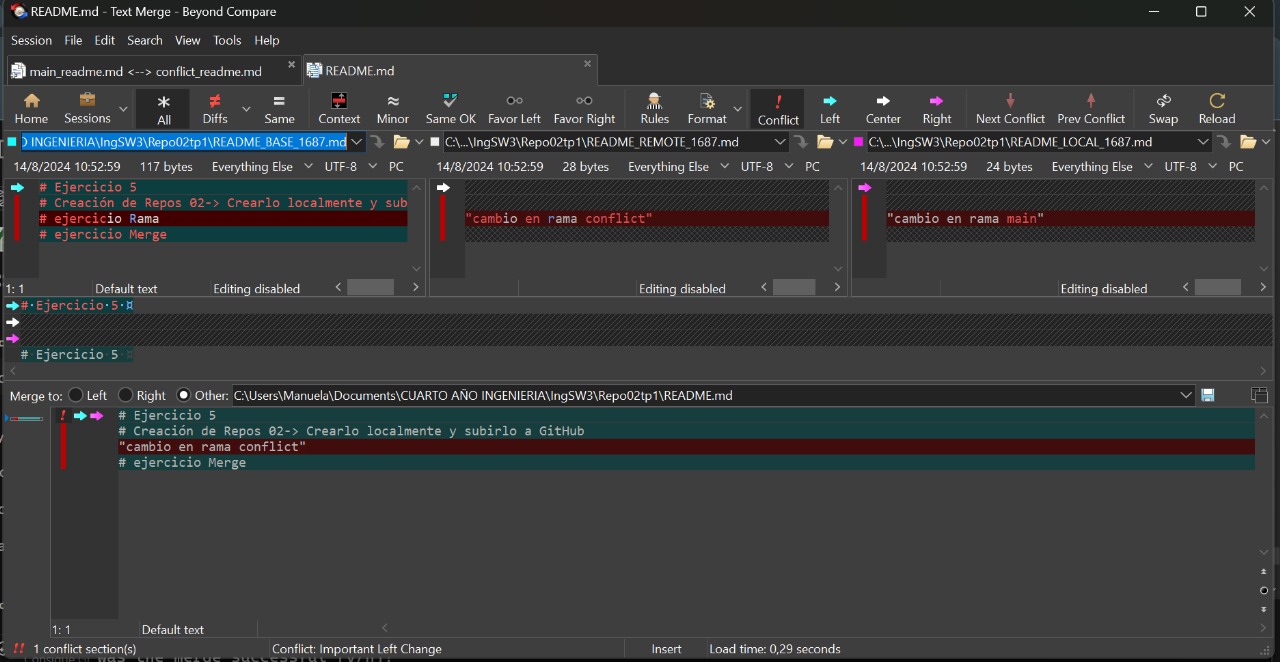 README.md - Text Merge - Beyond Compare
Session File Edit Search View Tools Help
main_readme.md <--> conflict_readme.md
README.md
Home Sessions All Diffs Same Context Minor Same OK Favor Left Favor Right Rules Format Conflict Left Center Right Next Conflict Prev Conflict Swap Reload
O INGENIERIA\IngSW3\Repo02tp1\README_BASE_1687.md C:\...\IngSW3\Repo02tp1\README_REMOTE_1687.md C:\...\IngSW3\Repo02tp1\README_LOCAL_1687.md
14/8/2024 10:52:59 117 bytes Everything Else UTF-8 PC 14/8/2024 10:52:59 28 bytes Everything Else UTF-8 PC 14/8/2024 10:52:59 24 bytes Everything Else UTF-8 PC
# Ejercicio 5
# Creación de Repos 02-> Crearlo localmente y sub
# ejercicio Rama "cambio en rama conflict" "cambio en rama main"
# ejercicio Merge
1: 1 Default text Editing disabled Editing disabled Editing disabled
#·Ejercicio·5·¤
# Ejercicio 5 ¤
Merge to: Left Right Other: C:\Users\Manuela\Documents\CUARTO AÑO INGENIERIA\IngSW3\Repo02tp1\README.md
# Ejercicio 5
# Creación de Repos 02-> Crearlo localmente y subirlo a GitHub
"cambio en rama conflict"
# ejercicio Merge
1: 1 Default text
1 conflict section(s) Conflict: Important Left Change Insert Load time: 0,29 seconds